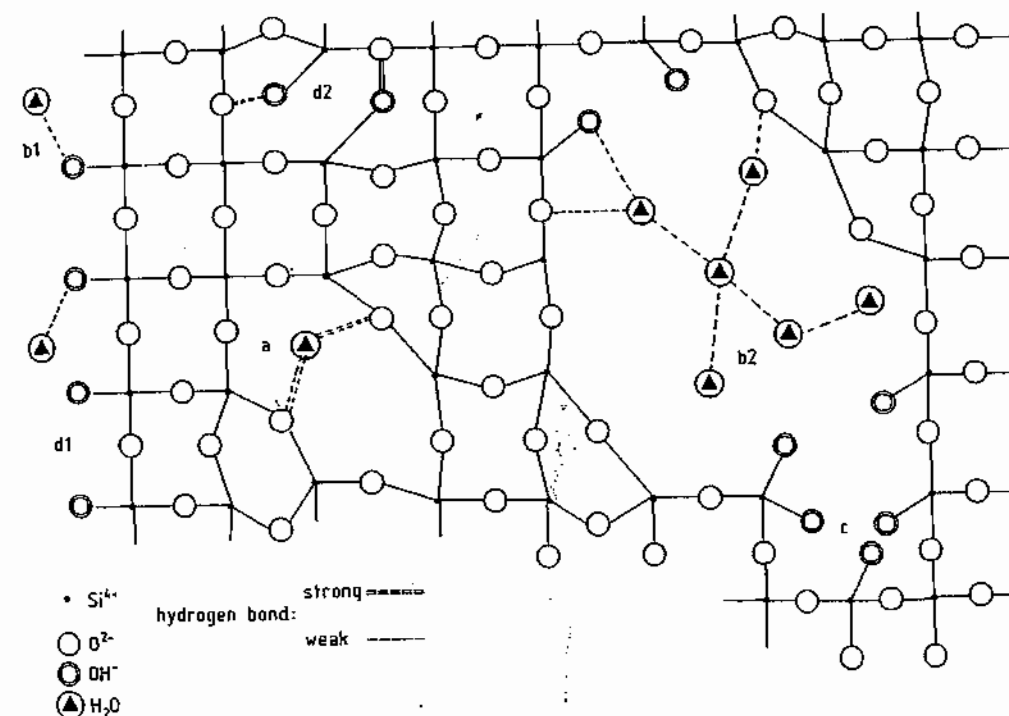 d2
b1
a
b2
d1
c
• Si⁴⁺
hydrogen bond:
strong
weak
O²⁻
OH⁻
H₂O